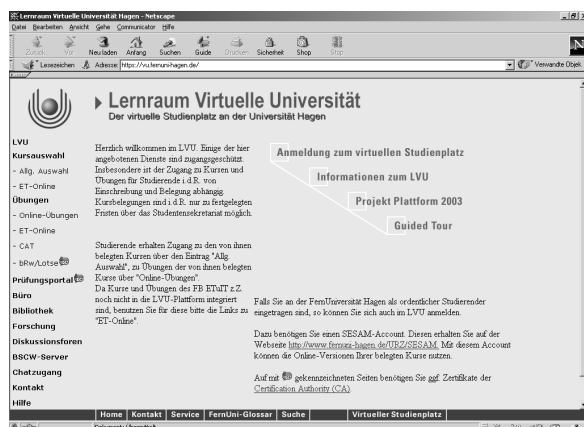 Lernraum Virtuelle Universität Hagen - Netscape
Datei Bearbeiten Ansicht Gehe Communicator Hilfe
Zurück Vor Neu laden Anfang Suchen Guide Drucken Sicherheit Shop Stop
Lesezeichen Adresse: https://vu.fernuni-hagen.de/ Verwandte Objek
Lernraum Virtuelle Universität
Der virtuelle Studienplatz an der Universität Hagen
LVU
Kursauswahl
- Allg. Auswahl
- ET-Online
Übungen
- Online-Übungen
- ET-Online
- CAT
- bRw/Lotse
Prüfungsportal
Büro
Bibliothek
Forschung
Diskussionsforen
BSCW-Server
Chatzugang
Kontakt
Hilfe
Herzlich willkommen im LVU. Einige der hier
angebotenen Dienste sind zugangsgeschützt.
Insbesondere ist der Zugang zu Kursen und
Übungen für Studierende i.d.R. von
Einschreibung und Belegung abhängig.
Kursbelegungen sind i.d.R. nur zu festgelegten
Fristen über das Studentensekretariat möglich.
Studierende erhalten Zugang zu den von ihnen
belegten Kursen über den Eintrag "Allg.
Auswahl", zu Übungen der von ihnen belegten
Kurse über "Online-Übungen".
Da Kurse und Übungen des FB ETuIT z.Z.
noch nicht in die LVU-Plattform integriert
sind, benutzen Sie für diese bitte die Links zu
"ET-Online".
Anmeldung zum virtuellen Studienplatz
Informationen zum LVU
Projekt Plattform 2003
Guided Tour
Falls Sie an der FernUniversität Hagen als ordentlicher Studierender
eingetragen sind, so können Sie sich auch im LVU anmelden.
Dazu benötigen Sie einen SESAM-Account. Diesen erhalten Sie auf der
Webseite http://www.fernuni-hagen.de/URZ/SESAM. Mit diesem Account
können die Online-Versionen Ihrer belegten Kurse nutzen.
Auf mit gekennzeichneten Seiten benötigen Sie ggf. Zertifikate der
Certification Authority (CA).
Home Kontakt Service FernUni-Glossar Suche Virtueller Studienplatz